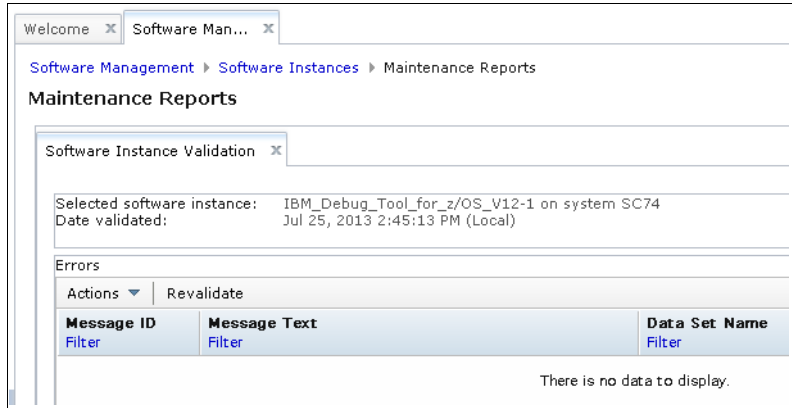 Welcome X Software Man... X
Software Management ▸ Software Instances ▸ Maintenance Reports
Maintenance Reports
Software Instance Validation X
Selected software instance: IBM_Debug_Tool_for_z/OS_V12-1 on system SC74
Date validated: Jul 25, 2013 2:45:13 PM (Local)
Errors
Actions ▾ Revalidate
Message ID Message Text Data Set Name
Filter Filter Filter
There is no data to display.